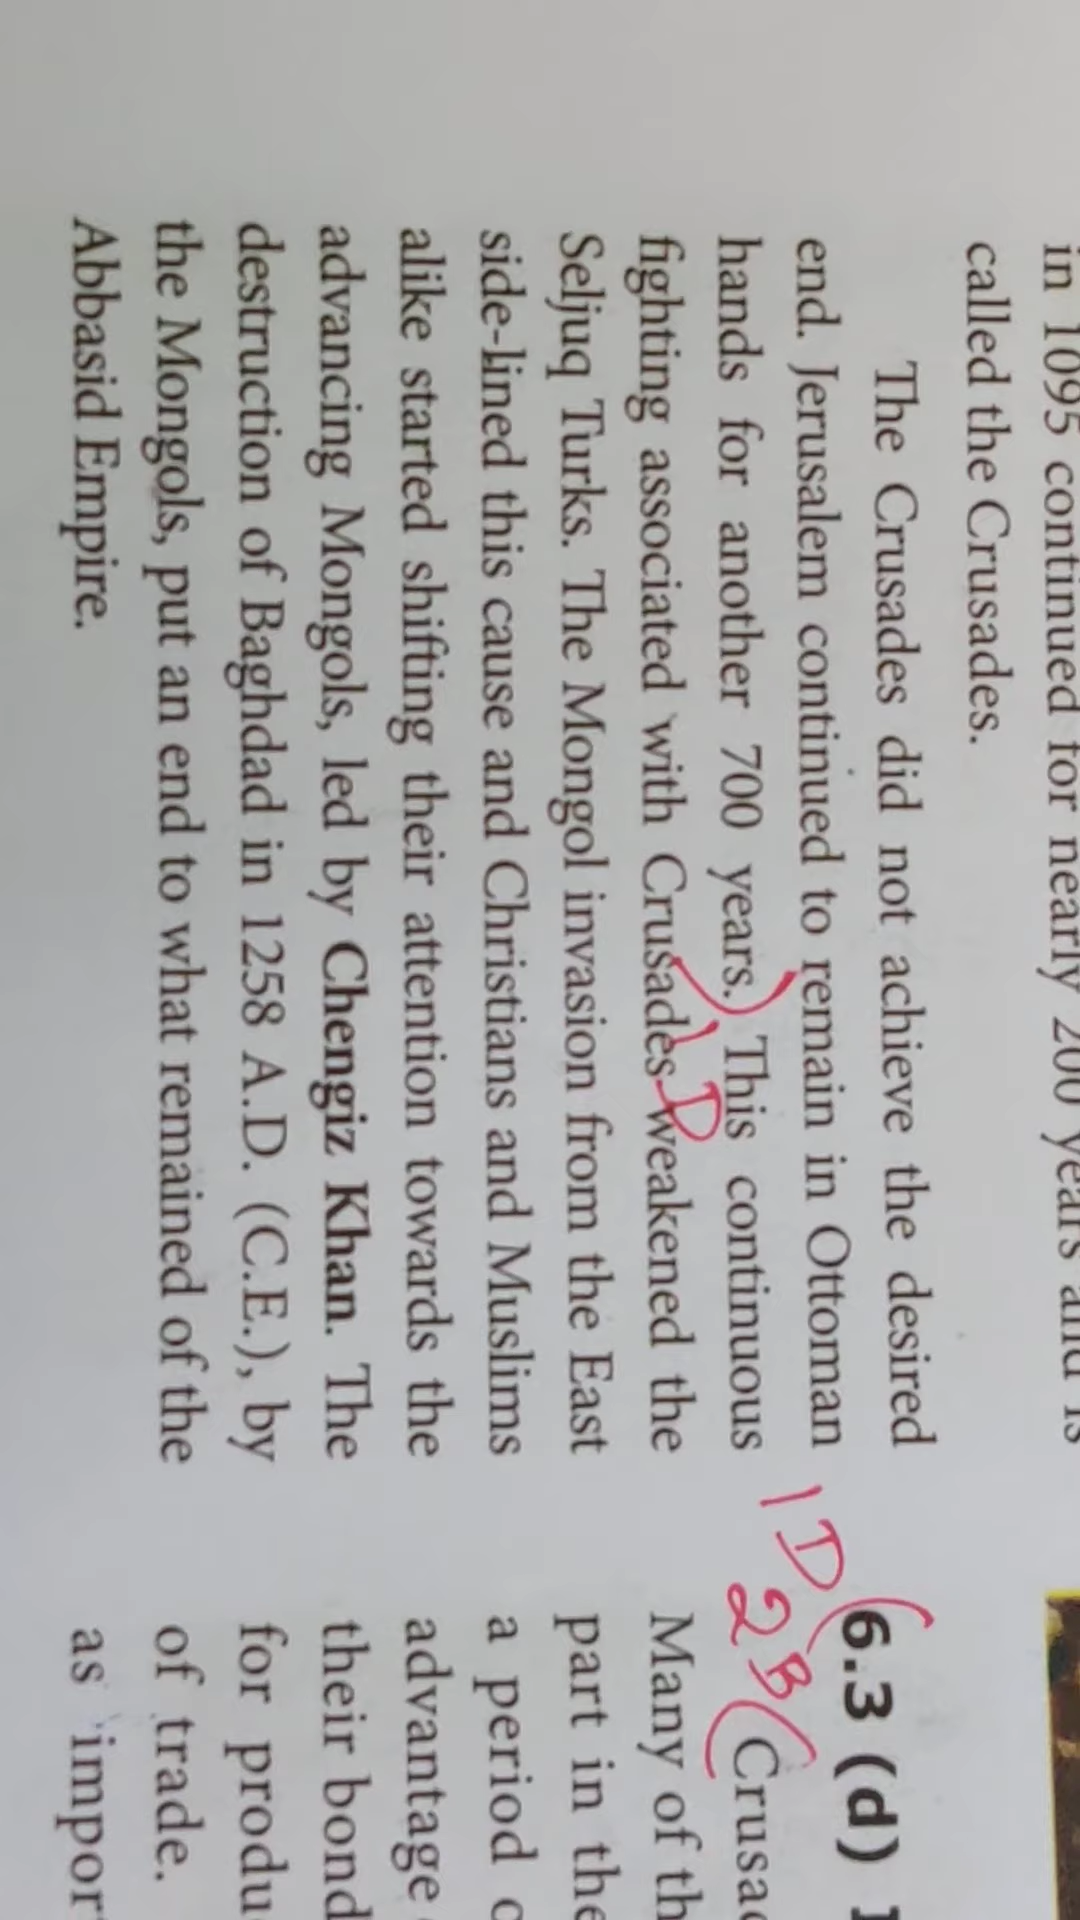 in 1095 continued for nearly 200 years and is
called the Crusades.
The Crusades did not achieve the desired
end. Jerusalem continued to remain in Ottoman
hands for another 700 years. This continuous
fighting associated with Crusades weakened the
Seljuq Turks. The Mongol invasion from the East
side-lined this cause and Christians and Muslims
alike started shifting their attention towards the
advancing Mongols, led by Chengiz Khan. The
destruction of Baghdad in 1258 A.D. (C.E.), by
the Mongols, put an end to what remained of the
Abbasid Empire.
D
1 D
2 B
6.3 (d)
Many of
part in the
a period
advantage
their bond
for
of trade.
as